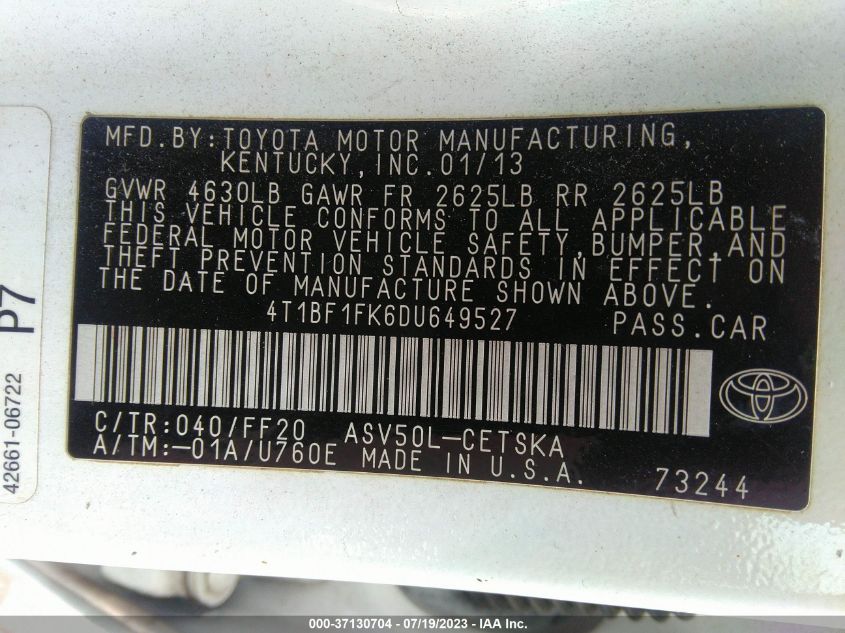 MFD.BY:TOYOTA MOTOR MANUFACTURING,
KENTUCKY,INC.01/13
GVWR 4630LB GAWR FR 2625LB RR 2625LB
THIS VEHICLE CONFORMS TO ALL APPLICABLE
FEDERAL MOTOR VEHICLE SAFETY,BUMPER,AND
THEFT PREVENTION STANDARDS IN EFFECT ON
THE DATE OF MANUFACTURE SHOWN ABOVE.
4T1BF1FK6DU649527 PASS.CAR
C/TR:040/FF20 ASV50L-CETSKA
A/TM:-01A/U760E MADE IN U.S.A.
73244
P7
42661-06722
000-37130704 - 07/19/2023 - IAA Inc.